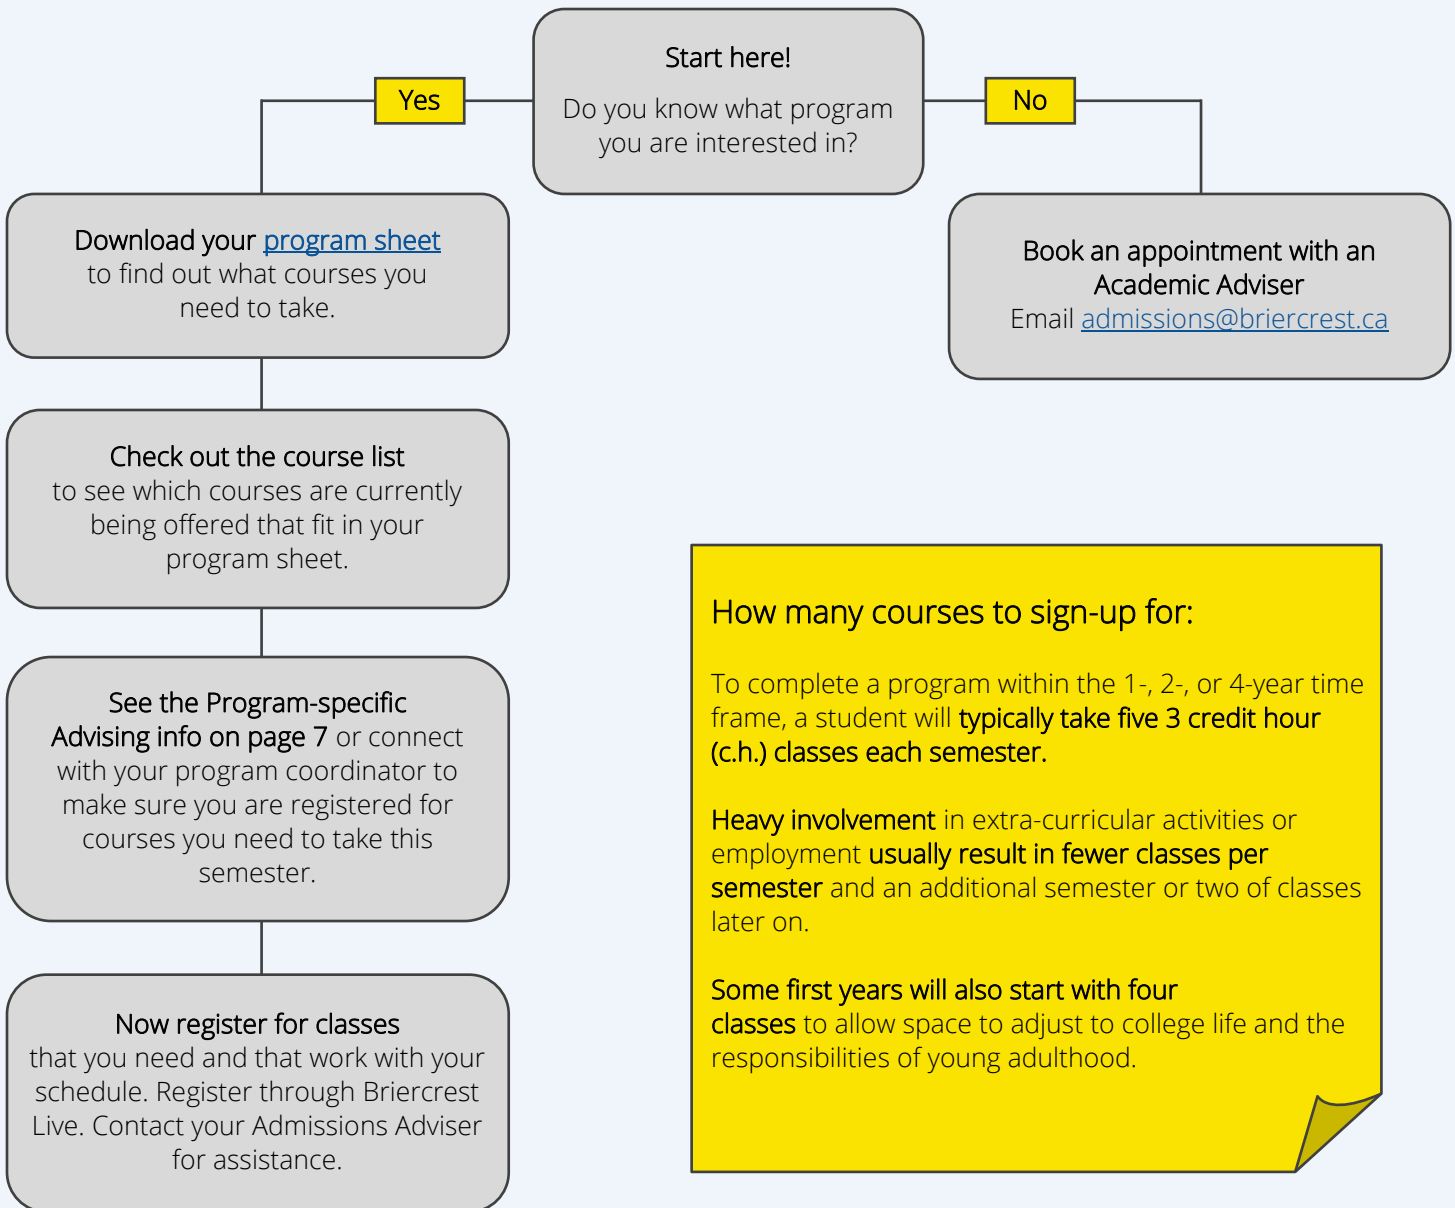 Start here!
Do you know what program
you are interested in?
Yes
No
Download your program sheet
to find out what courses you
need to take.
Book an appointment with an
Academic Adviser
Email admissions@briercrest.ca
Check out the course list
to see which courses are currently
being offered that fit in your
program sheet.
See the Program-specific
Advising info on page 7 or connect
with your program coordinator to
make sure you are registered for
courses you need to take this
semester.
Now register for classes
that you need and that work with your
schedule. Register through Briercrest
Live. Contact your Admissions Adviser
for assistance.
How many courses to sign-up for:
To complete a program within the 1-, 2-, or 4-year time
frame, a student will typically take five 3 credit hour
(c.h.) classes each semester.
Heavy involvement in extra-curricular activities or
employment usually result in fewer classes per
semester and an additional semester or two of classes
later on.
Some first years will also start with four
classes to allow space to adjust to college life and the
responsibilities of young adulthood.